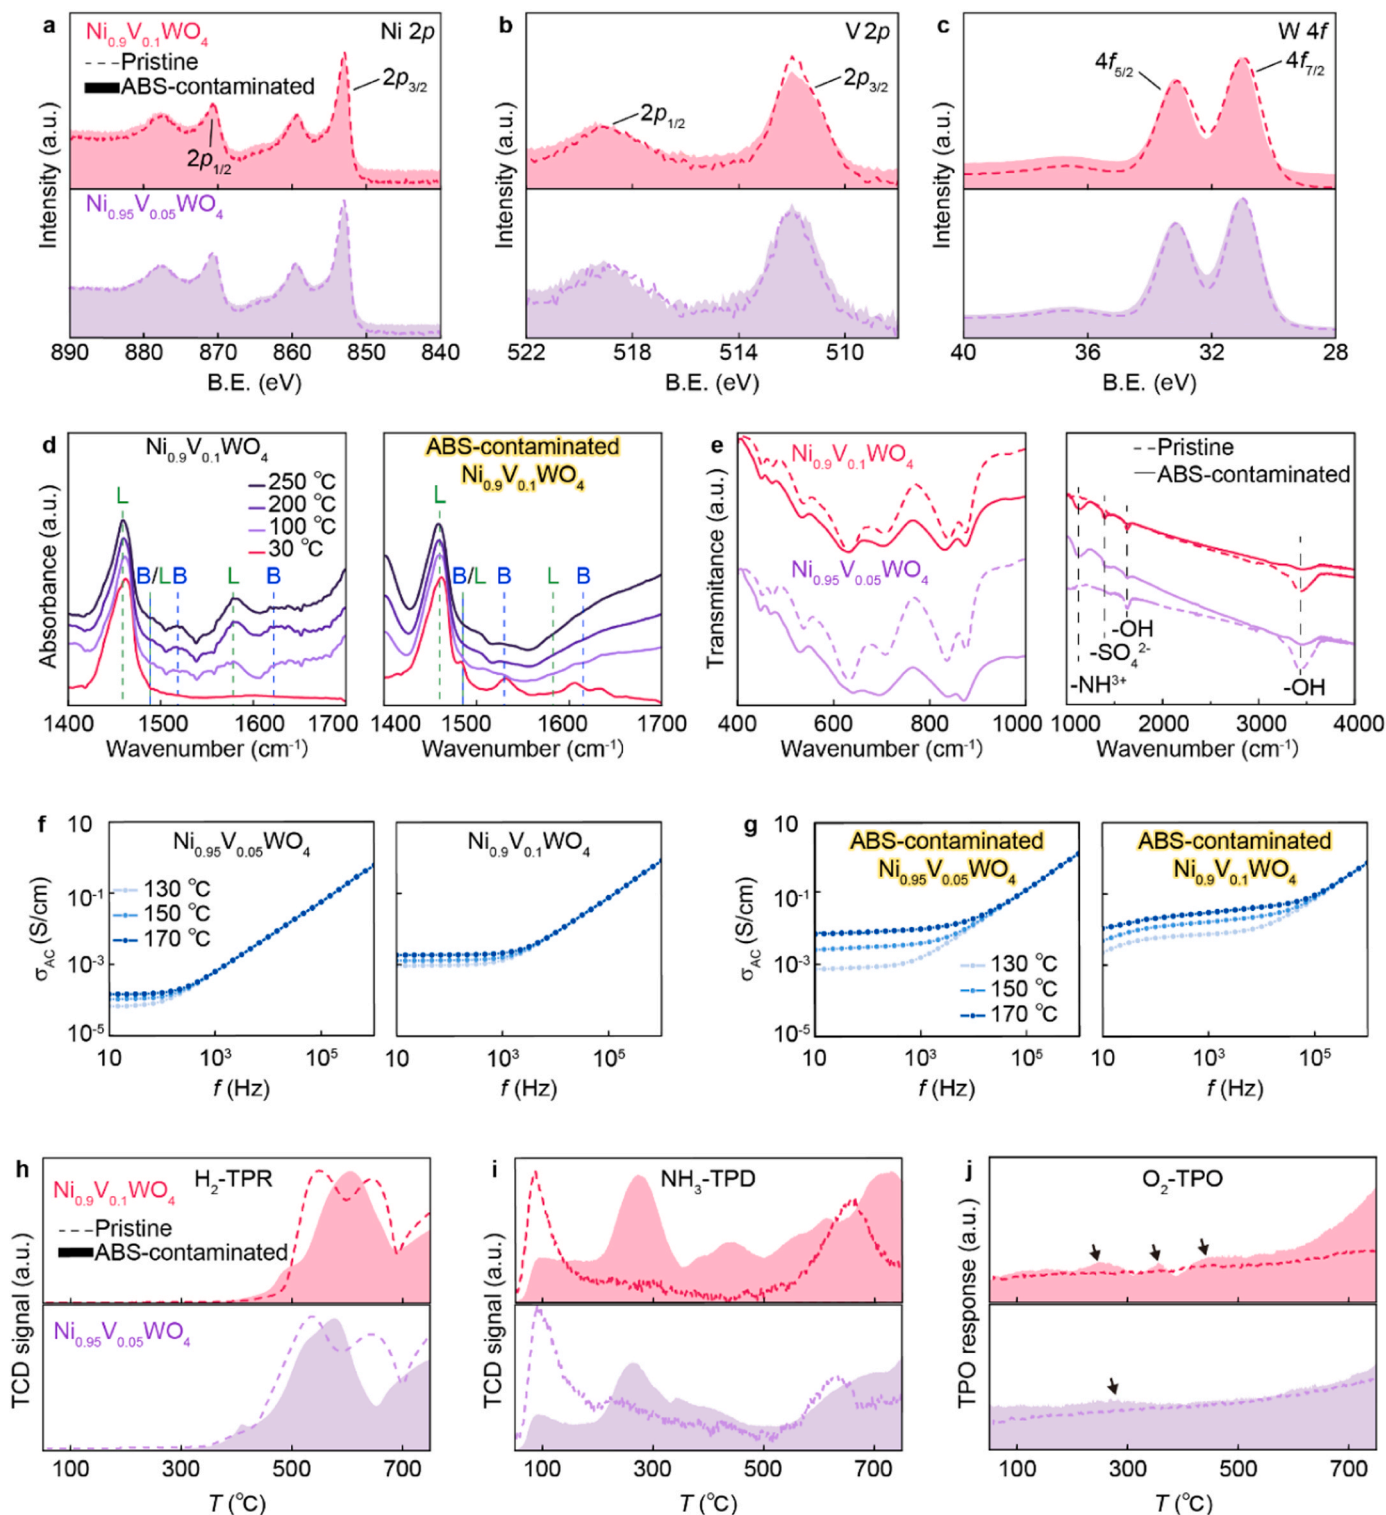 a
Ni₀.₉V₀.₁WO₄
Ni 2p
Pristine
ABS-contaminated
2p₃/₂
2p₁/₂
Ni₀.₉₅V₀.₀₅WO₄
Intensity (a.u.)
890 880 870 860 850 840
B.E. (eV)
b
V 2p
2p₃/₂
2p₁/₂
Intensity (a.u.)
522 518 514 510
B.E. (eV)
c
W 4f
4f₅/₂
4f₇/₂
Intensity (a.u.)
40 36 32 28
B.E. (eV)
d
Ni₀.₉V₀.₁WO₄
250 °C
200 °C
100 °C
30 °C
L
B/L B L B
Absorbance (a.u.)
1400 1500 1600 1700
Wavenumber (cm⁻¹)
ABS-contaminated
Ni₀.₉V₀.₁WO₄
L
B/L B L B
1400 1500 1600 1700
Wavenumber (cm⁻¹)
e
Ni₀.₉V₀.₁WO₄
Ni₀.₉₅V₀.₀₅WO₄
Transmitance (a.u.)
400 600 800 1000
Wavenumber (cm⁻¹)
Pristine
ABS-contaminated
-OH
-SO₄²⁻
-NH³⁺
-OH
1000 2000 3000 4000
Wavenumber (cm⁻¹)
f
Ni₀.₉₅V₀.₀₅WO₄
130 °C
150 °C
170 °C
σAC (S/cm)
10
10⁻¹
10⁻³
10⁻⁵
10 10³ 10⁵
f (Hz)
Ni₀.₉V₀.₁WO₄
10 10³ 10⁵
f (Hz)
g
ABS-contaminated
Ni₀.₉₅V₀.₀₅WO₄
130 °C
150 °C
170 °C
σAC (S/cm)
10
10⁻¹
10⁻³
10⁻⁵
10 10³ 10⁵
f (Hz)
ABS-contaminated
Ni₀.₉V₀.₁WO₄
10 10³ 10⁵
f (Hz)
h
H₂-TPR
Ni₀.₉V₀.₁WO₄
Pristine
ABS-contaminated
Ni₀.₉₅V₀.₀₅WO₄
TCD signal (a.u.)
100 300 500 700
T (°C)
i
NH₃-TPD
TCD signal (a.u.)
100 300 500 700
T (°C)
j
O₂-TPO
TPO response (a.u.)
100 300 500 700
T (°C)